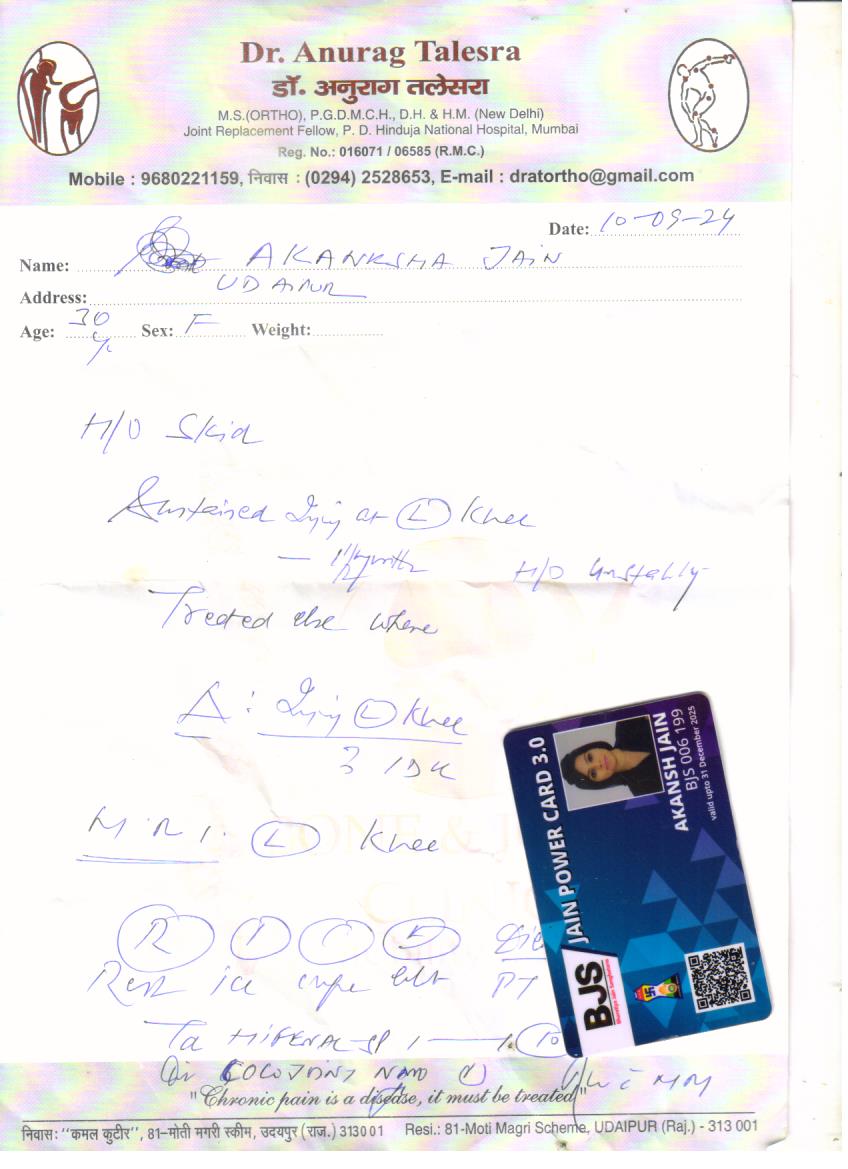 Dr. Anurag Talesra
डॉ. अनुराग तलेसरा
M.S.(ORTHO), P.G.D.M.C.H., D.H. & H.M. (New Delhi)
Joint Replacement Fellow, P. D. Hinduja National Hospital, Mumbai
Reg. No.: 016071 / 06585 (R.M.C.)
Mobile : 9680221159, निवास : (0294) 2528653, E-mail : dratortho@gmail.com
Date: 10-09-24
Name: AKANKSHA JAIN
Address: UDAIPUR
Age: 30 Sex: F Weight:
H/O Skid
Sustained Injury at (L) Knee
H/O
Treated else where
Δ: Injury (L) Knee
IDK
M.R.I. (L) Knee
R I C E
Rest ice crepe PT
Ta
"Chronic pain is a disease, it must be treated"
निवास: "कमल कुटीर", 81-मोती मगरी स्कीम, उदयपुर (राज.) 313001 Resi.: 81-Moti Magri Scheme, UDAIPUR (Raj.) - 313 001
BJS
JAIN POWER CARD 3.0
AKANSH JAIN
BJS 006 199
valid upto 31 December 2025